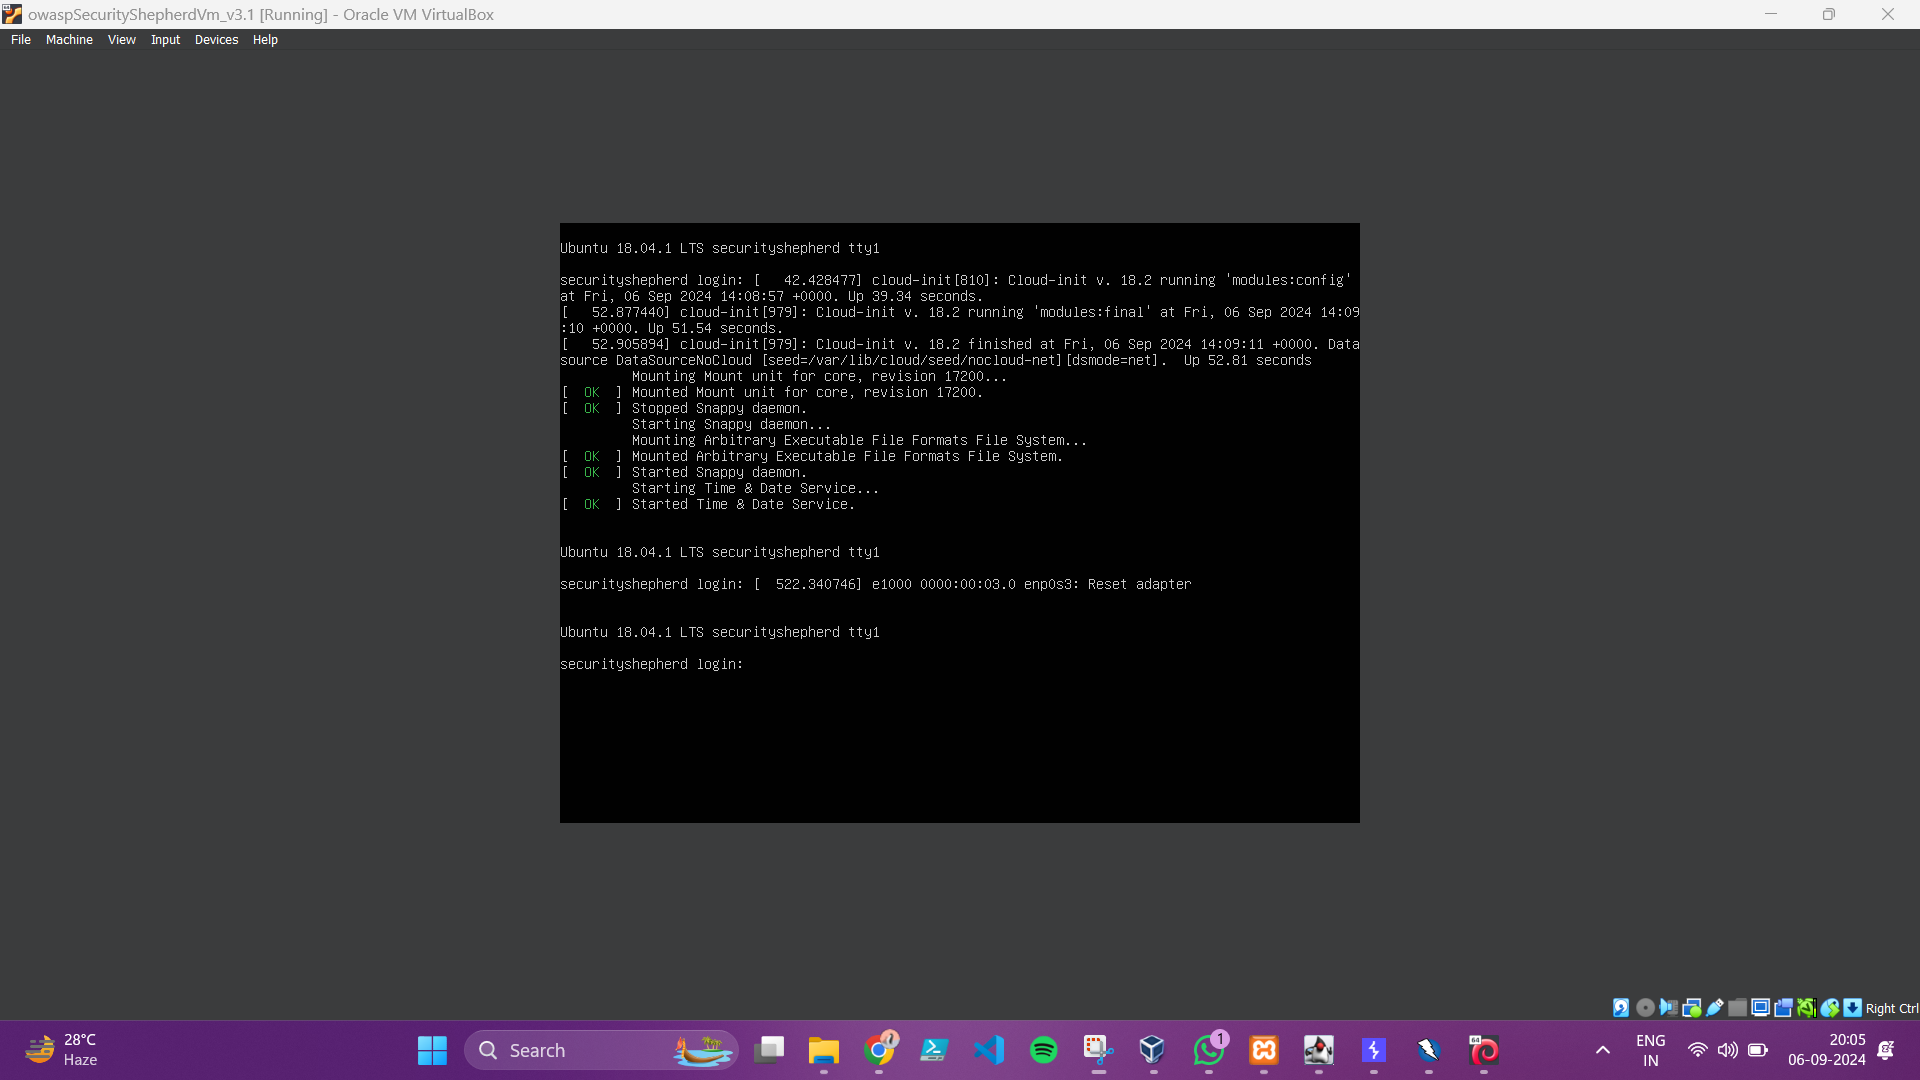 owaspSecurityShepherdVm_v3.1 [Running] - Oracle VM VirtualBox
File Machine View Input Devices Help
Ubuntu 18.04.1 LTS securityshepherd tty1
securityshepherd login: [   42.428477] cloud-init[810]: Cloud-init v. 18.2 running 'modules:config'
at Fri, 06 Sep 2024 14:08:57 +0000. Up 39.34 seconds.
[   52.877440] cloud-init[979]: Cloud-init v. 18.2 running 'modules:final' at Fri, 06 Sep 2024 14:09
:10 +0000. Up 51.54 seconds.
[   52.905894] cloud-init[979]: Cloud-init v. 18.2 finished at Fri, 06 Sep 2024 14:09:11 +0000. Data
source DataSourceNoCloud [seed=/var/lib/cloud/seed/nocloud-net][dsmode=net].  Up 52.81 seconds
Mounting Mount unit for core, revision 17200...
[  OK  ] Mounted Mount unit for core, revision 17200.
[  OK  ] Stopped Snappy daemon.
Starting Snappy daemon...
Mounting Arbitrary Executable File Formats File System...
[  OK  ] Mounted Arbitrary Executable File Formats File System.
[  OK  ] Started Snappy daemon.
Starting Time & Date Service...
[  OK  ] Started Time & Date Service.
Ubuntu 18.04.1 LTS securityshepherd tty1
securityshepherd login: [  522.340746] e1000 0000:00:03.0 enp0s3: Reset adapter
Ubuntu 18.04.1 LTS securityshepherd tty1
securityshepherd login:
Right Ctrl
28°C
Haze
Search
1
64
ENG
IN
20:05
06-09-2024